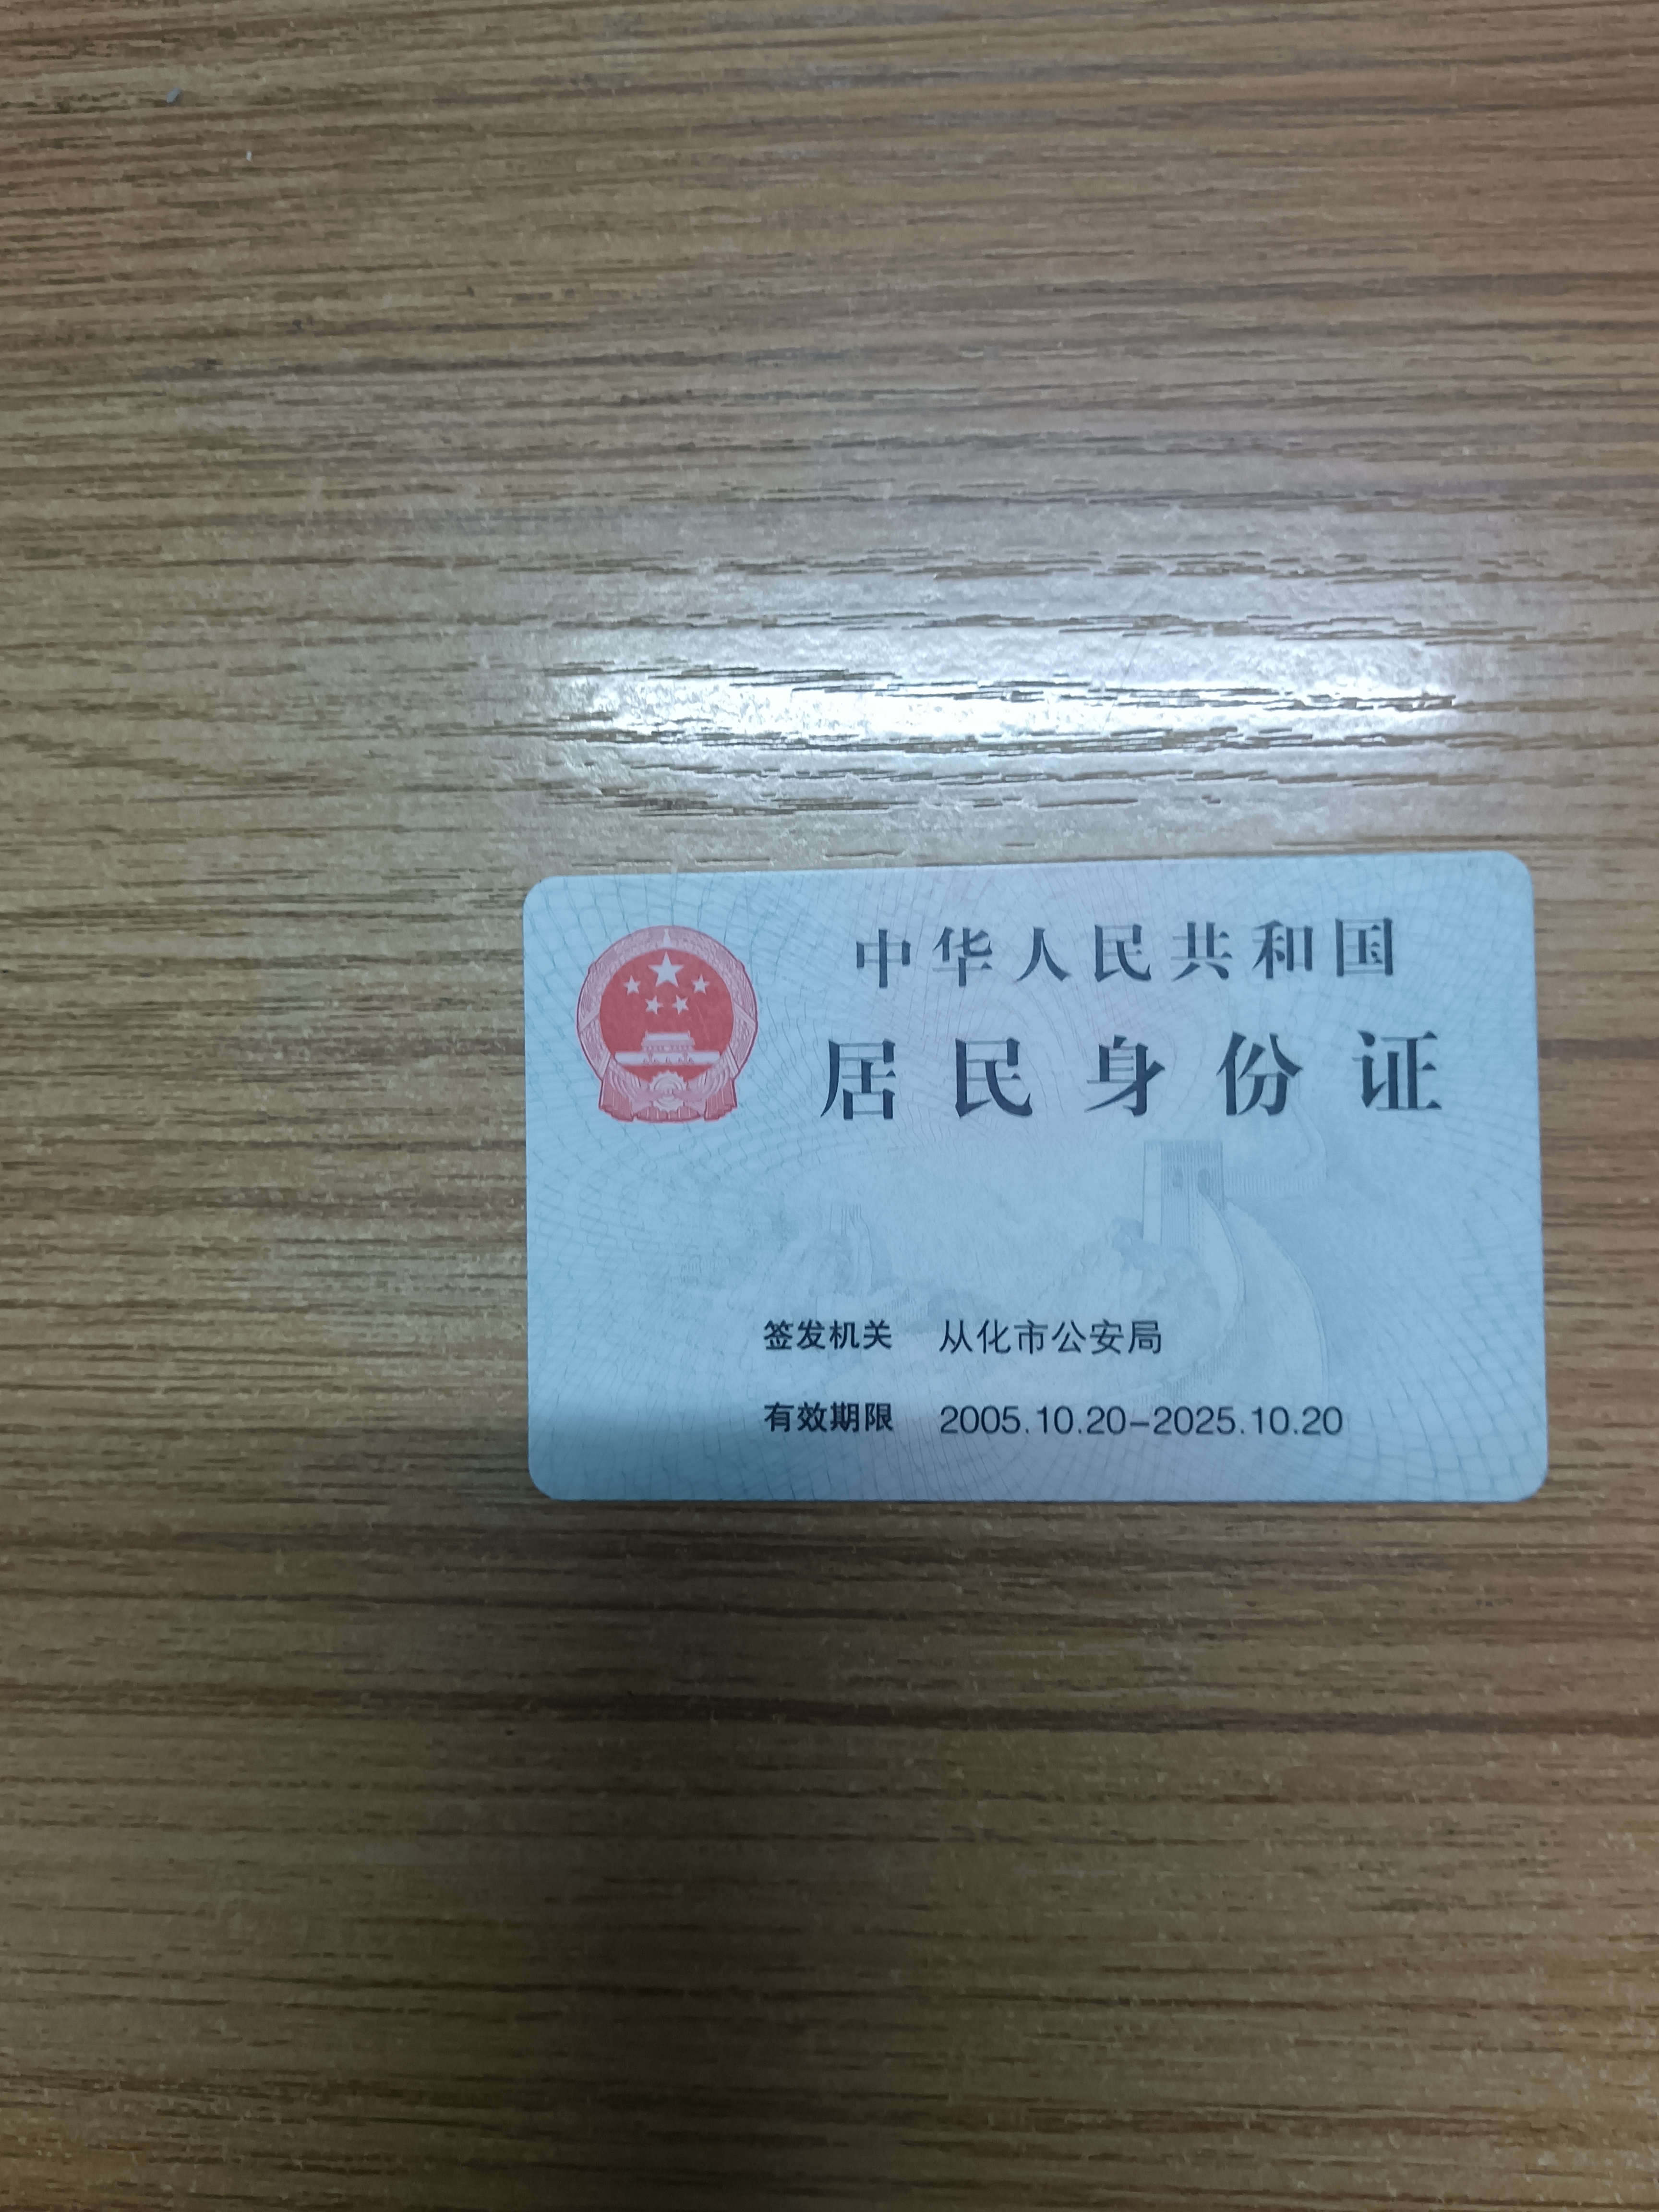 中华人民共和国
居民身份证
签发机关 从化市公安局
有效期限 2005.10.20-2025.10.20